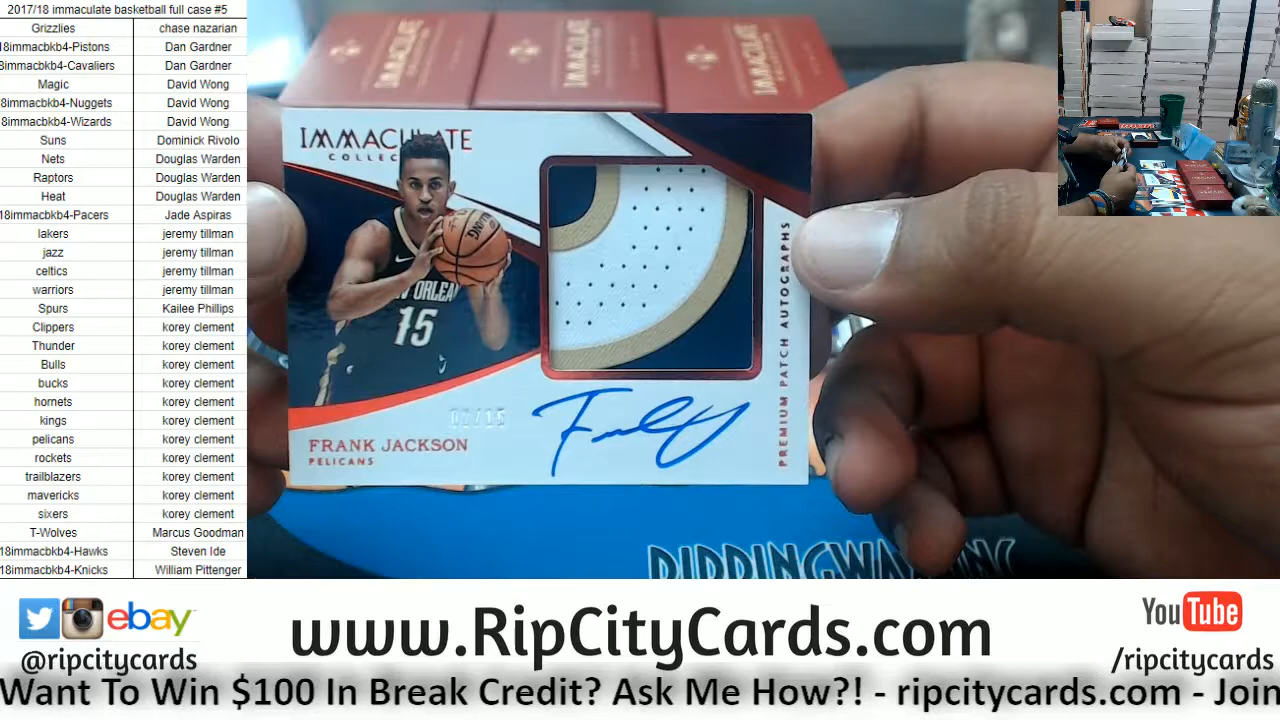 2017/18 immaculate basketball full case #5
Grizzlies chase nazarian
18immacbkb4-Pistons Dan Gardner
8immacbkb4-Cavaliers Dan Gardner
Magic David Wong
8immacbkb4-Nuggets David Wong
8immacbkb4-Wizards David Wong
Suns Dominick Rivolo
Nets Douglas Warden
Raptors Douglas Warden
Heat Douglas Warden
18immacbkb4-Pacers Jade Aspiras
lakers jeremy tillman
jazz jeremy tillman
celtics jeremy tillman
warriors jeremy tillman
Spurs Kailee Phillips
Clippers korey clement
Thunder korey clement
Bulls korey clement
bucks korey clement
hornets korey clement
kings korey clement
pelicans korey clement
rockets korey clement
trailblazers korey clement
mavericks korey clement
sixers korey clement
T-Wolves Marcus Goodman
18immacbkb4-Hawks Steven Ide
18immacbkb4-Knicks William Pittenger
IMMACULATE
IMMACULATE
IMMACULATE
IMMACULATE
COLLEC
SPALDING
ORLEA
15
FRANK JACKSON
PELICANS
PREMIUM PATCH AUTOGRAPHS
ebay
@ripcitycards
www.RipCityCards.com
YouTube
/ripcitycards
Want To Win $100 In Break Credit? Ask Me How?! - ripcitycards.com - Join